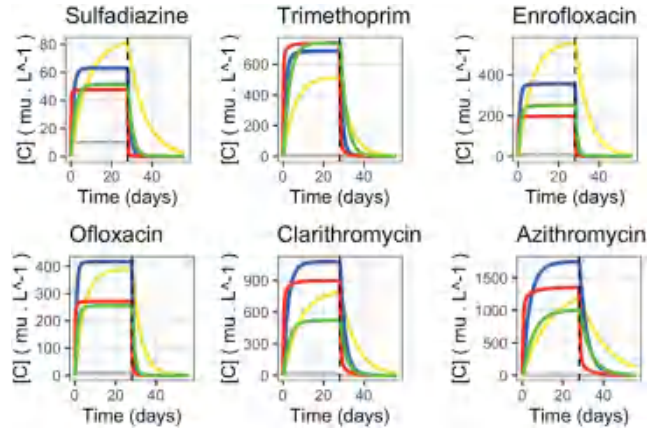 Sulfadiazine
Trimethoprim
Enrofloxacin
[C] ( mu . L^-1)
80
60
40
20
0
0 20 40
Time (days)
[C] ( mu . L^-1)
600
400
200
0
0 20 40
Time (days)
[C] ( mu . L^-1)
400
200
0
0 20 40
Time (days)
Ofloxacin
Clarithromycin
Azithromycin
[C] ( mu . L^-1)
400
300
200
100
0
0 20 40
Time (days)
[C] ( mu . L^-1)
900
600
300
0
0 20 40
Time (days)
[C] ( mu . L^-1)
1500
1000
500
0
0 20 40
Time (days)